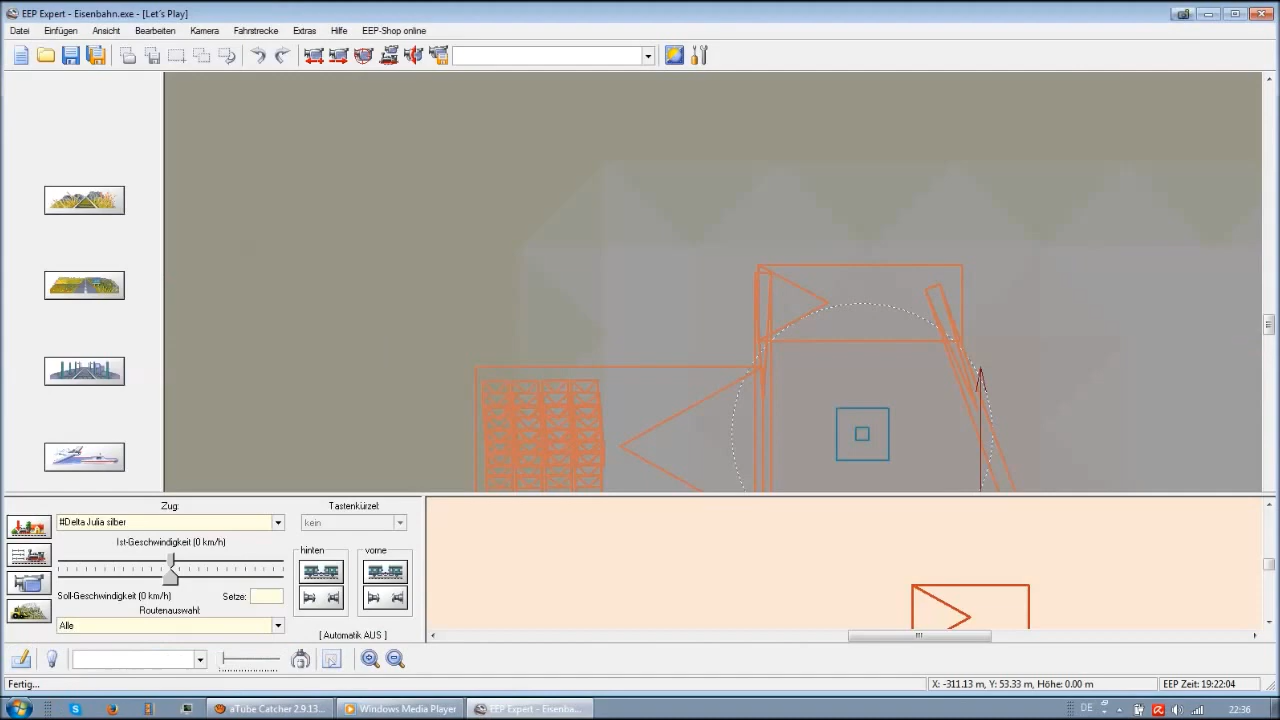 EEP Expert - Eisenbahn.exe - [Let´s Play]
Datei Einfügen Ansicht Bearbeiten Kamera Fahrstrecke Extras Hilfe EEP-Shop online
Zug: Tastenkürzel:
#Delta Julia silber kein
Ist-Geschwindigkeit (0 km/h) hinten vorne
Soll-Geschwindigkeit (0 km/h) Setze:
Routenauswahl:
Alle [ Automatik AUS ]
Fertig... X: -311.13 m, Y: 53.33 m, Höhe: 0.00 m EEP Zeit: 19:22:04
aTube Catcher 2.9.13... Windows Media Player EEP Expert - Eisenba... DE 22:36